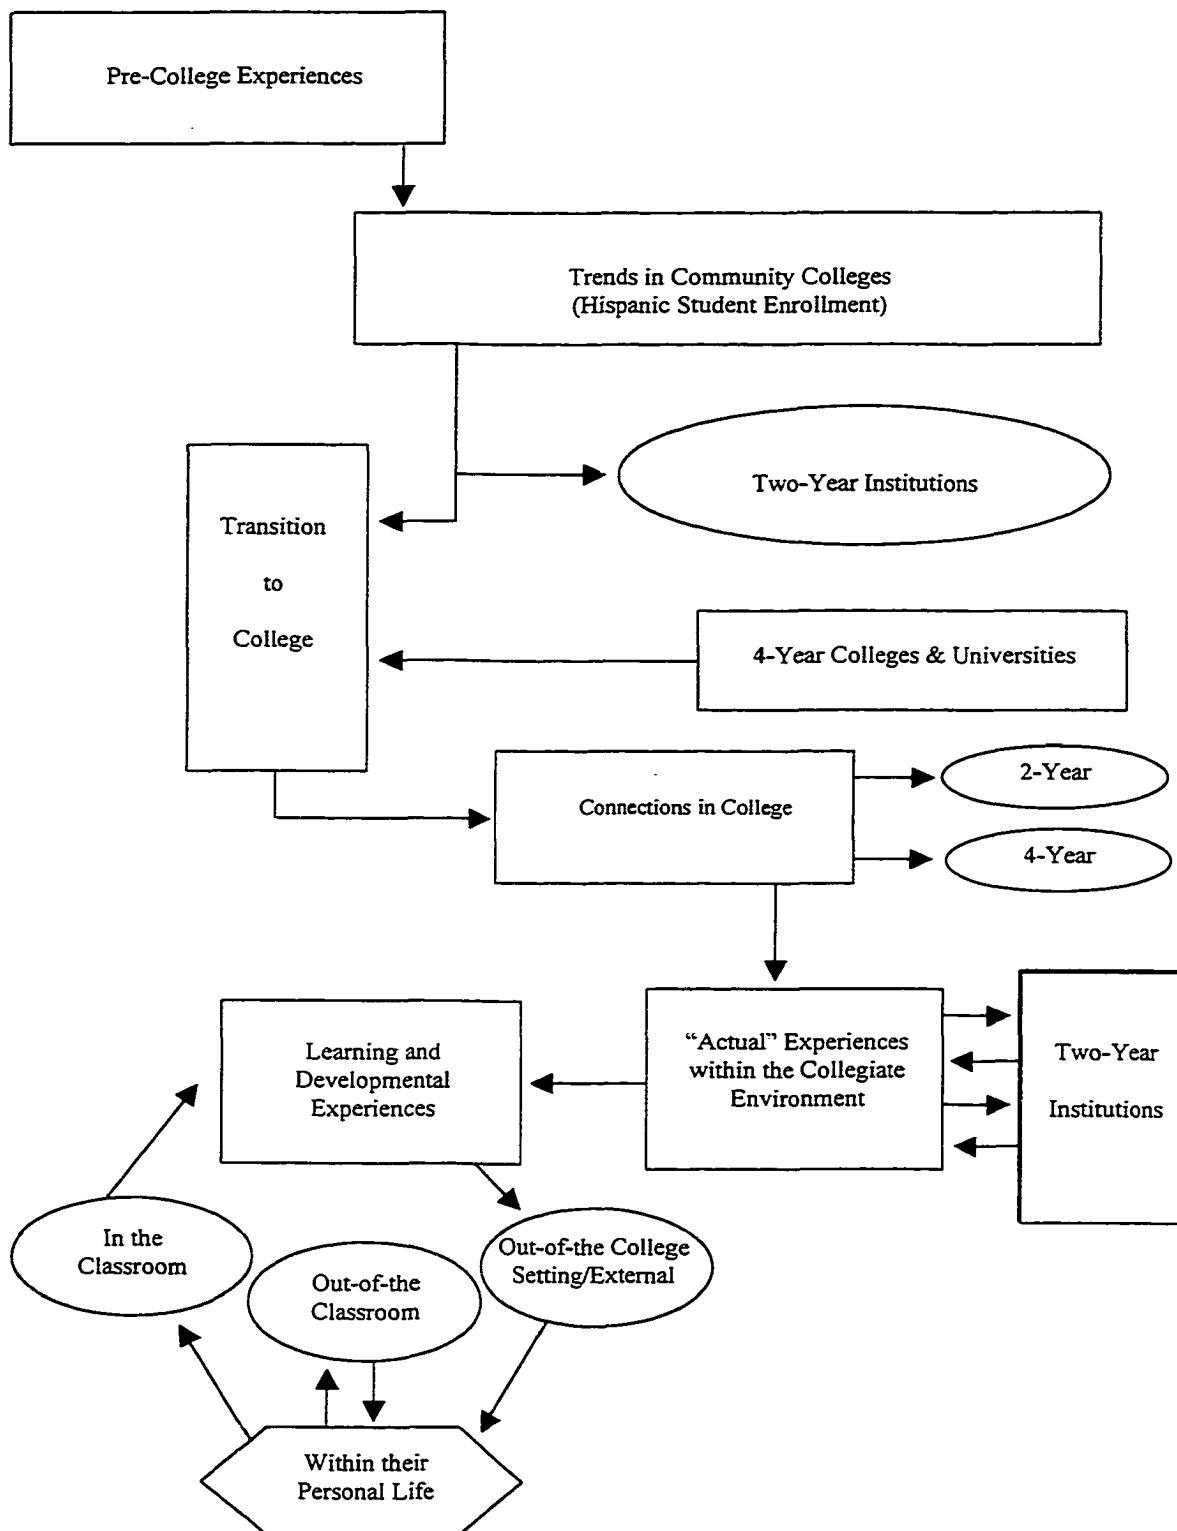 Pre-College Experiences
Trends in Community Colleges
(Hispanic Student Enrollment)
Two-Year Institutions
Transition
to
College
4-Year Colleges & Universities
2-Year
Connections in College
4-Year
“Actual” Experiences
within the Collegiate
Environment
Two-Year
Institutions
Learning and
Developmental
Experiences
In the
Classroom
Out-of-the
Classroom
Out-of-the College
Setting/External
Within their
Personal Life